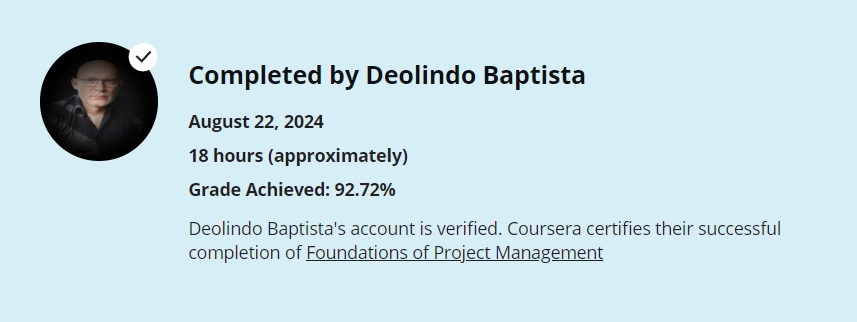 Completed by Deolindo Baptista
August 22, 2024
18 hours (approximately)
Grade Achieved: 92.72%
Deolindo Baptista's account is verified. Coursera certifies their successful
completion of Foundations of Project Management